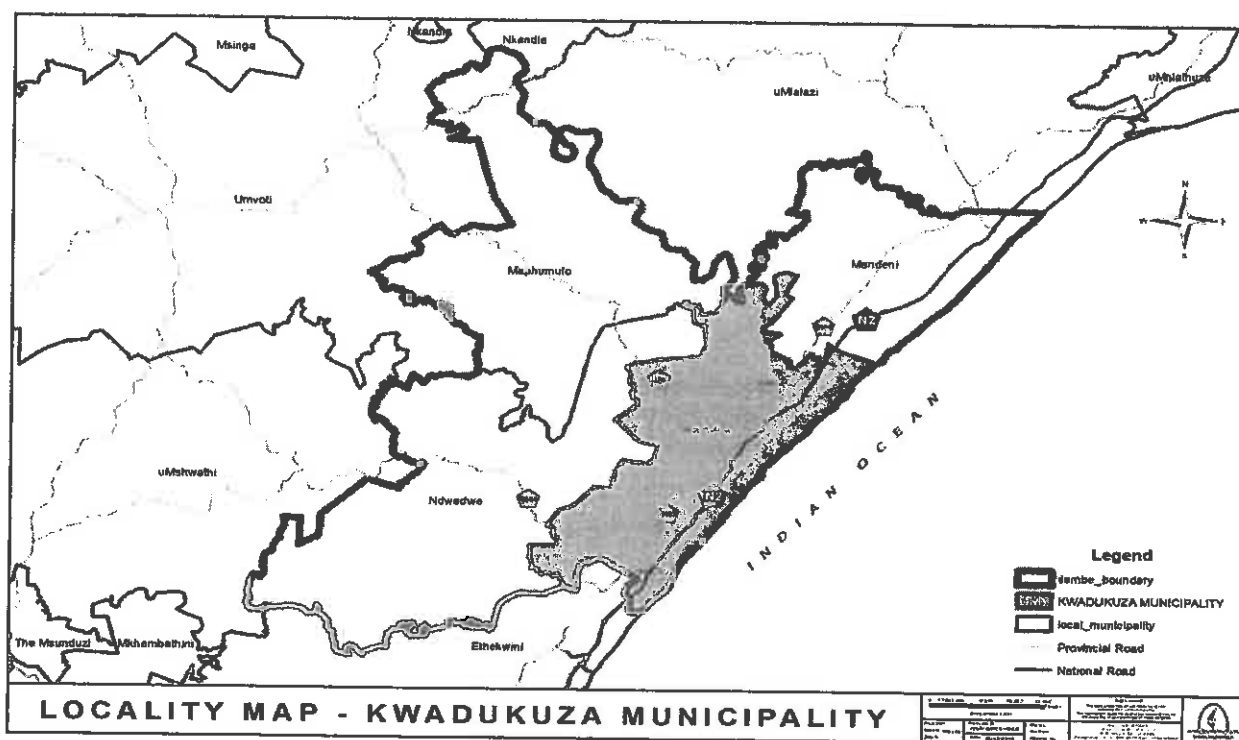 Msinga
Nkandla
Nkandla
uMhlathuze
uMlalazi
Umvoti
N
W
E
S
Maphumulo
Mandeni
N2
uMshwathi
Ndwedwe
INDIAN OCEAN
Legend
ilembe_boundary
KWADUKUZA MUNICIPALITY
local_municipality
Provincial Road
National Road
The Msunduzi
Mkhambathini
Ethekwini
LOCALITY MAP - KWADUKUZA MUNICIPALITY